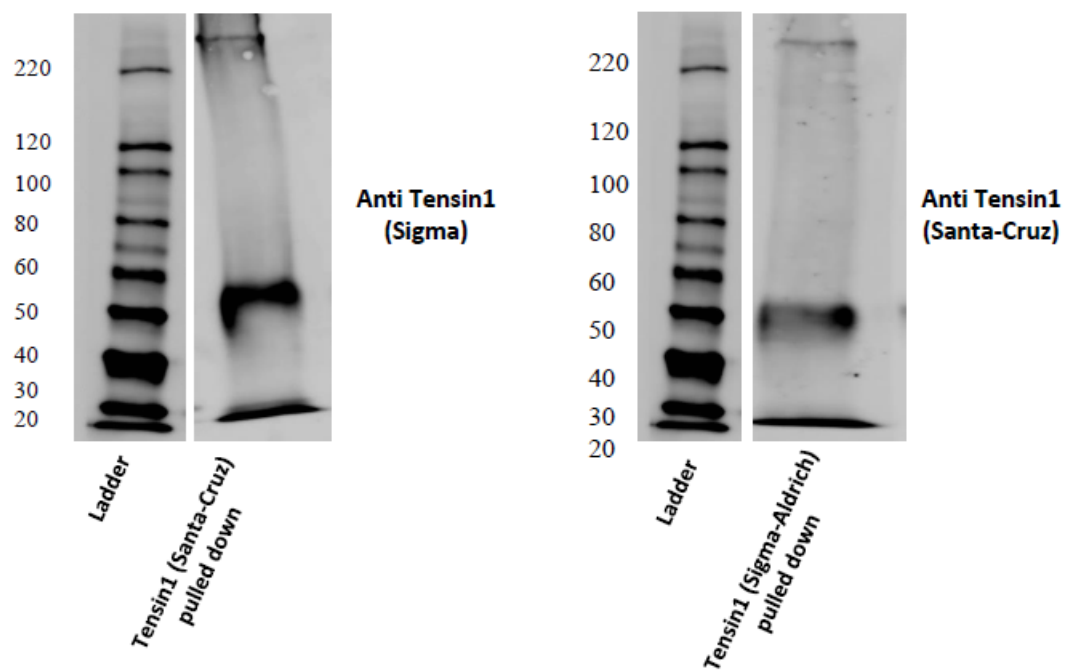 220
120
100
80
60
50
40
30
20
Anti Tensin1
(Sigma)
Ladder
Tensin1 (Santa-Cruz)
pulled down
220
120
100
80
60
50
40
30
20
Anti Tensin1
(Santa-Cruz)
Ladder
Tensin1 (Sigma-Aldrich)
pulled down